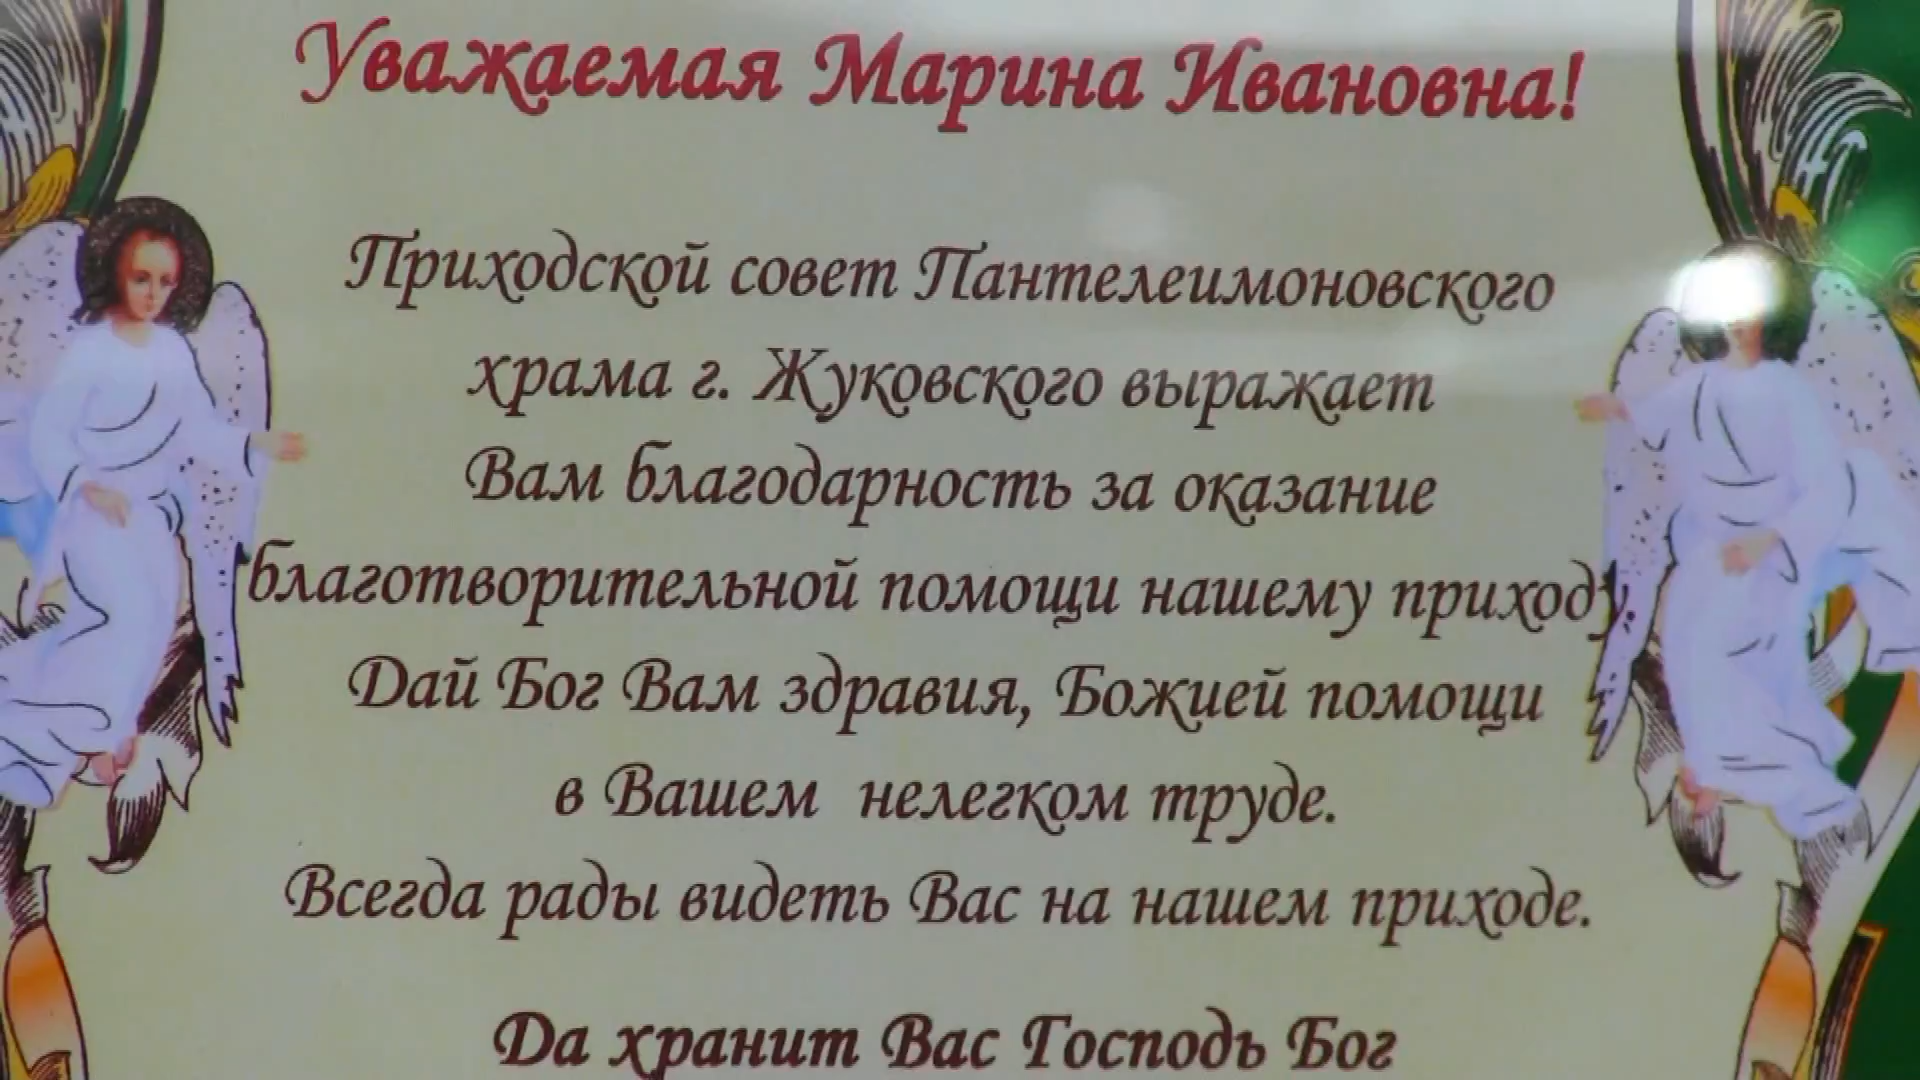 Уважаемая Марина Ивановна!
Приходской совет Пантелеимоновского
храма г. Жуковского выражает
Вам благодарность за оказание
благотворительной помощи нашему приходу
Дай Бог Вам здравия, Божией помощи
в Вашем нелегком труде.
Всегда рады видеть Вас на нашем приходе.
Да хранит Вас Господь Бог